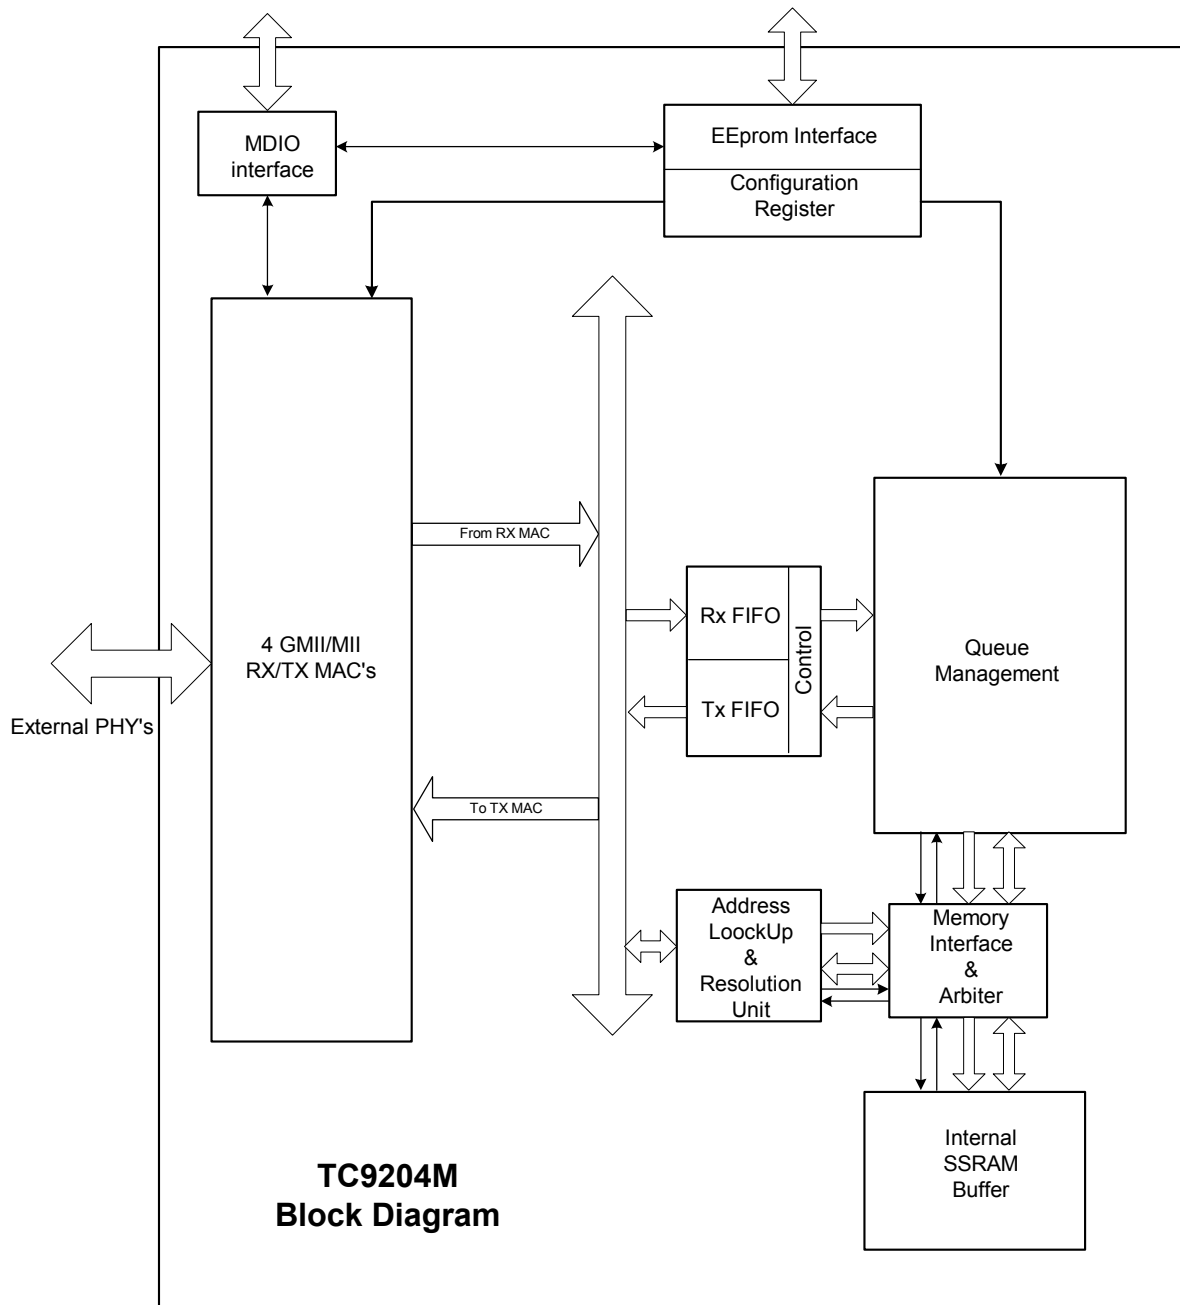 MDIO
interface
EEprom Interface
Configuration
Register
From RX MAC
4 GMII/MII
RX/TX MAC's
External PHY's
To TX MAC
Rx FIFO
Tx FIFO
Control
Queue
Management
Address
LoockUp
&
Resolution
Unit
Memory
Interface
&
Arbiter
Internal
SSRAM
Buffer
TC9204M
Block Diagram